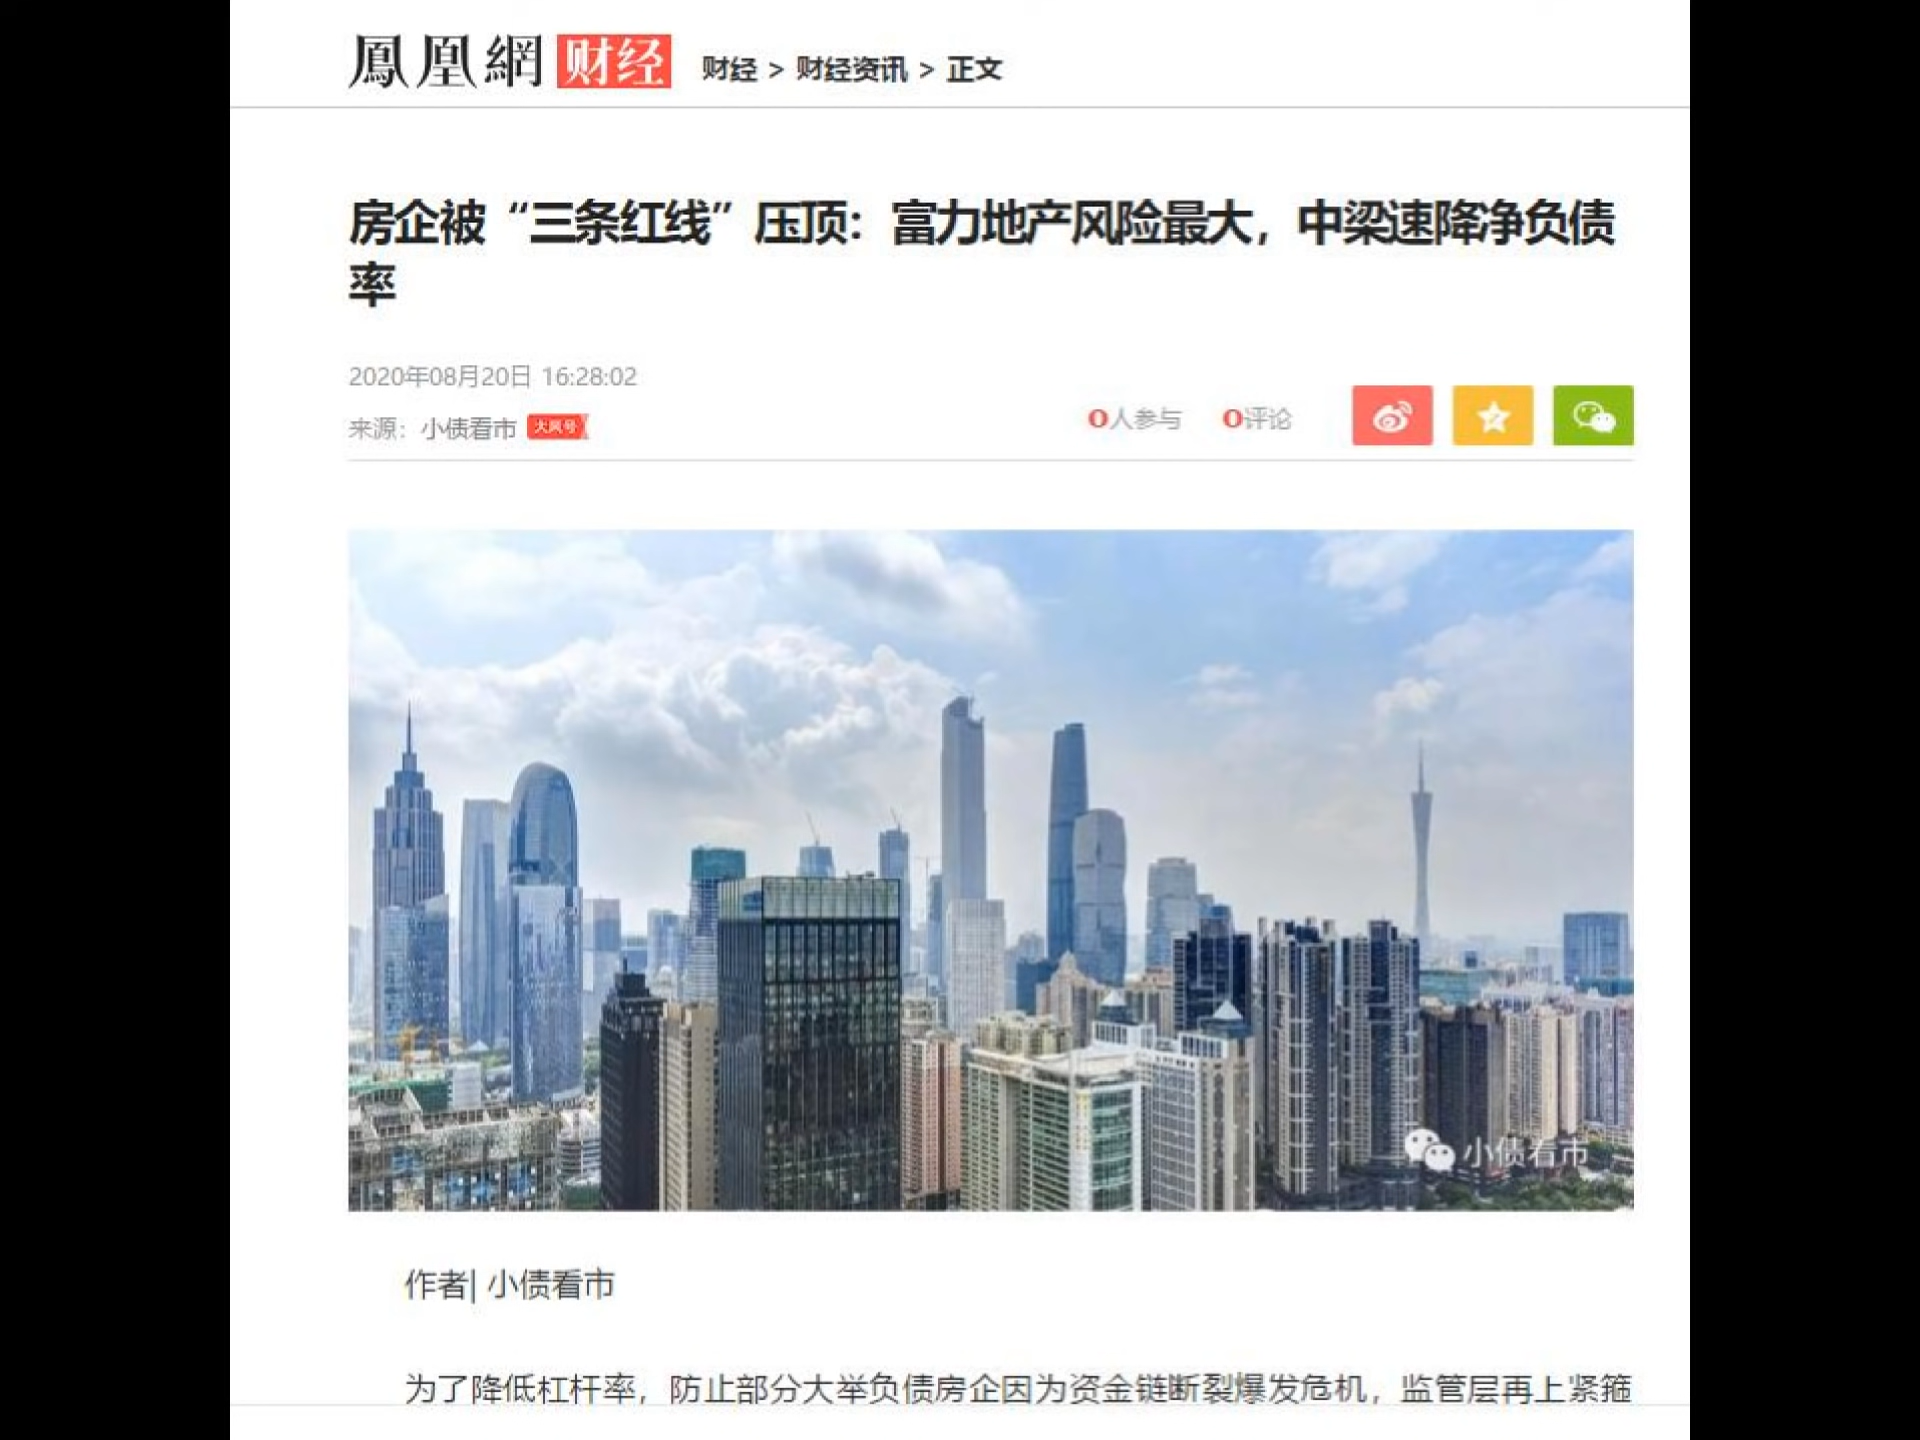 鳳凰網 财经 财经 > 财经资讯 > 正文
房企被“三条红线”压顶：富力地产风险最大，中梁速降净负债
率
2020年08月20日 16:28:02
来源：小债看市 大风号
0人参与 0评论
小债看市
作者| 小债看市
为了降低杠杆率，防止部分大举负债房企因为资金链断裂爆发危机，监管层再上紧箍